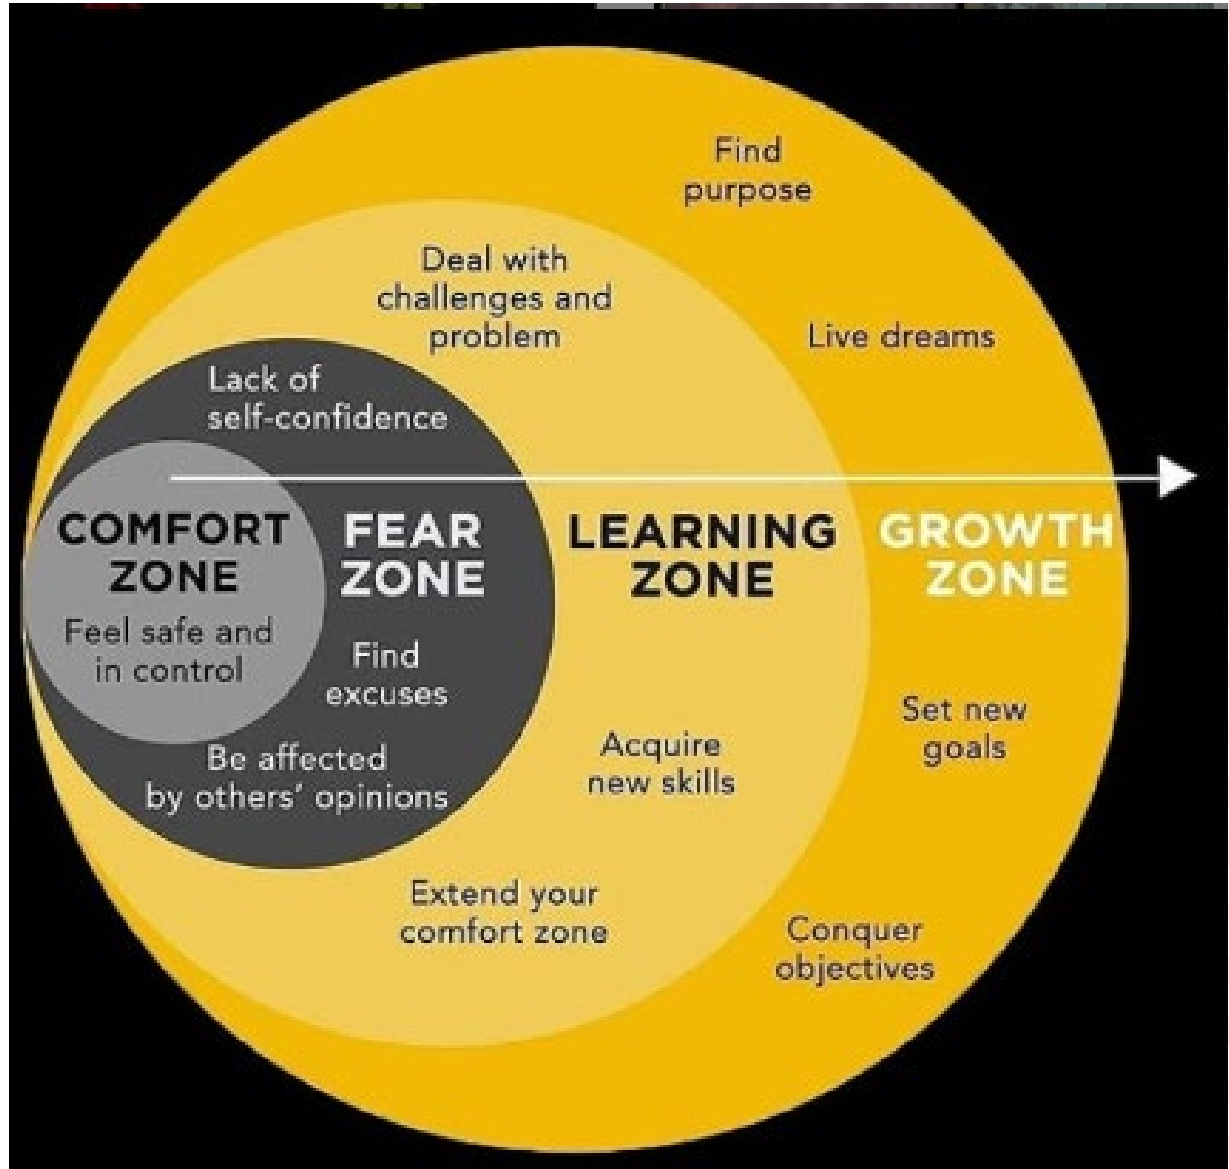 Find
purpose
Deal with
challenges and
problem
Live dreams
Lack of
self-confidence
COMFORT
ZONE
Feel safe and
in control
FEAR
ZONE
Find
excuses
Be affected
by others' opinions
LEARNING
ZONE
Acquire
new skills
Extend your
comfort zone
GROWTH
ZONE
Set new
goals
Conquer
objectives